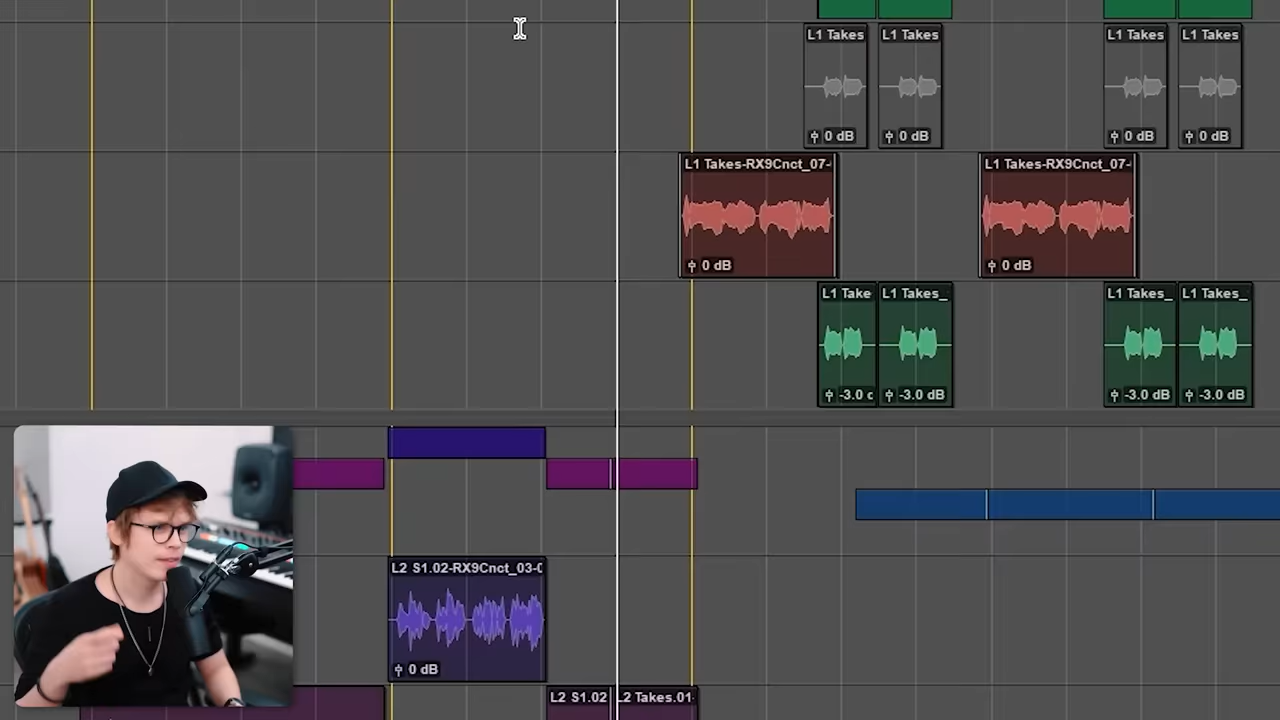 L1 Takes L1 Takes L1 Takes L1 Takes
0 dB 0 dB 0 dB 0 dB
L1 Takes-RX9Cnct_07- L1 Takes-RX9Cnct_07-
0 dB 0 dB
L1 Take L1 Takes_ L1 Takes_ L1 Takes_
-3.0 -3.0 dB -3.0 dB -3.0 dB
L2 S1.02-RX9Cnct_03-0
0 dB
L2 S1.02 L2 Takes.01-